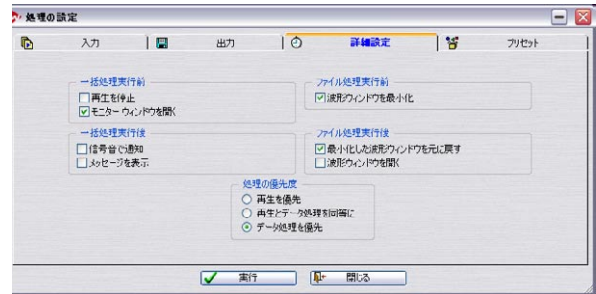 処理の設定
入力
出力
詳細設定
プリセット
一括処理実行前
再生を停止
モニター ウィンドウを開く
ファイル処理実行前
波形ウィンドウを最小化
一括処理実行後
信号音で通知
メッセージを表示
ファイル処理実行後
最小化した波形ウィンドウを元に戻す
波形ウィンドウを開く
処理の優先度
再生を優先
再生とデータ処理を同等に
データ処理を優先
実行
閉じる